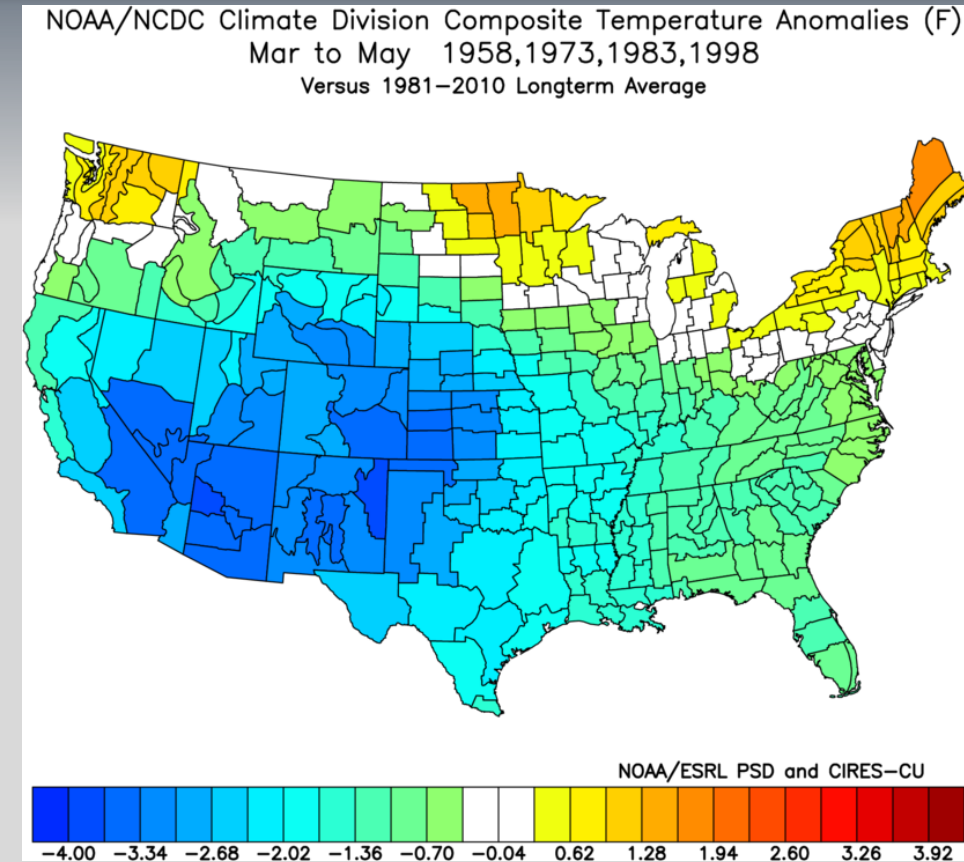 NOAA/NCDC Climate Division Composite Temperature Anomalies (F)
Mar to May 1958,1973,1983,1998
Versus 1981−2010 Longterm Average
NOAA/ESRL PSD and CIRES−CU
−4.00 −3.34 −2.68 −2.02 −1.36 −0.70 −0.04 0.62 1.28 1.94 2.60 3.26 3.92